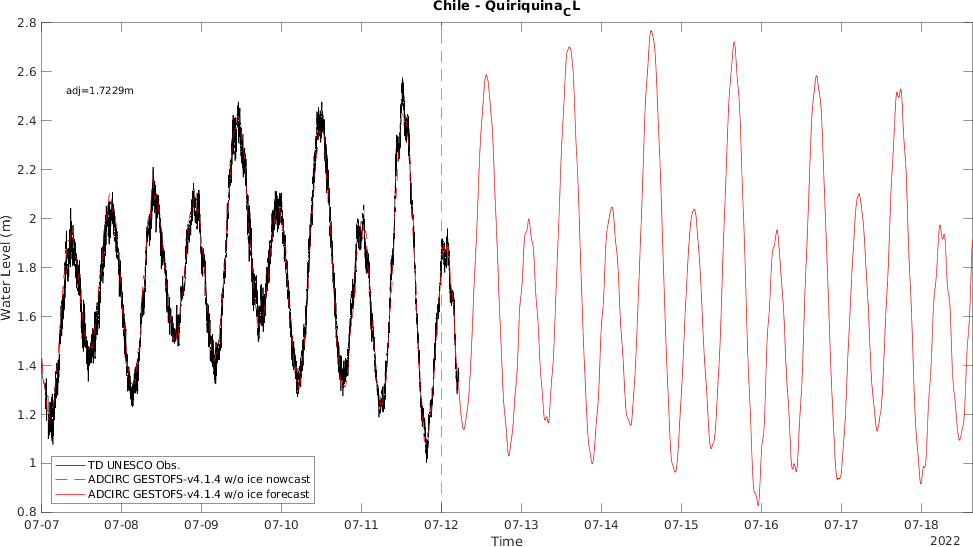 Chile - Quiriquina_CL
2.8
2.6
2.4
2.2
2
1.8
1.6
1.4
1.2
1
0.8
Water Level (m)
adj=1.7229m
TD UNESCO Obs.
ADCIRC GESTOFS-v4.1.4 w/o ice nowcast
ADCIRC GESTOFS-v4.1.4 w/o ice forecast
07-07 07-08 07-09 07-10 07-11 07-12 07-13 07-14 07-15 07-16 07-17 07-18
Time
2022